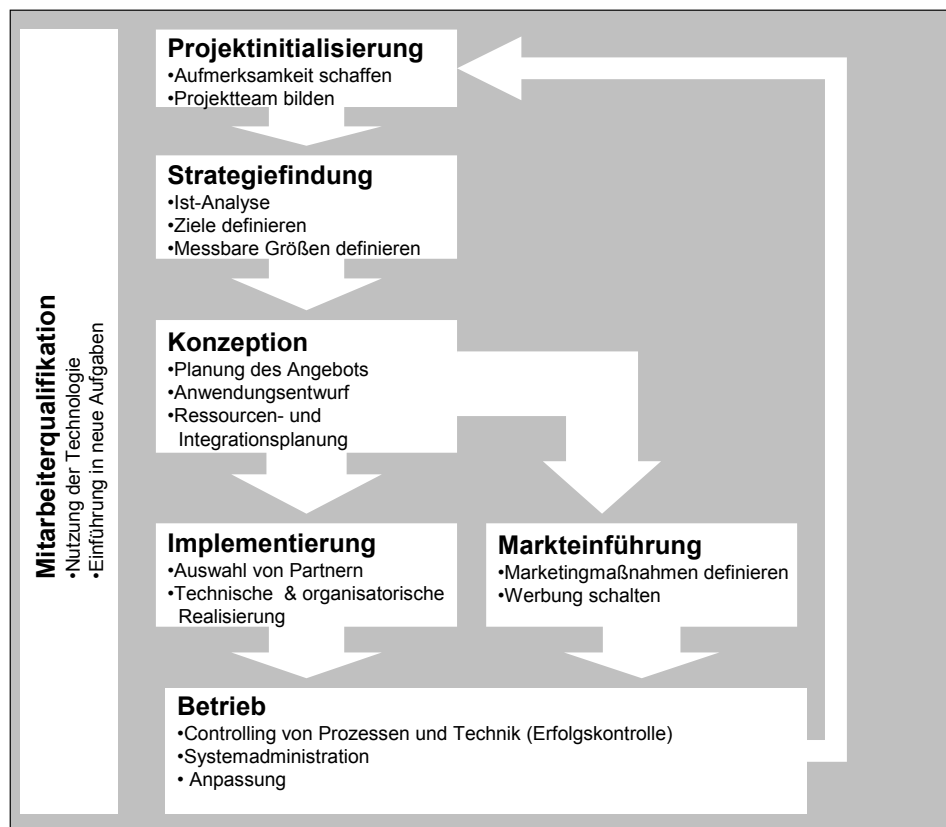 Mitarbeiterqualifikation
•Nutzung der Technologie
•Einführung in neue Aufgaben
Projektinitialisierung
•Aufmerksamkeit schaffen
•Projektteam bilden
Strategiefindung
•Ist-Analyse
•Ziele definieren
•Messbare Größen definieren
Konzeption
•Planung des Angebots
•Anwendungsentwurf
•Ressourcen- und
Integrationsplanung
Implementierung
•Auswahl von Partnern
•Technische & organisatorische
Realisierung
Markteinführung
•Marketingmaßnahmen definieren
•Werbung schalten
Betrieb
•Controlling von Prozessen und Technik (Erfolgskontrolle)
•Systemadministration
• Anpassung